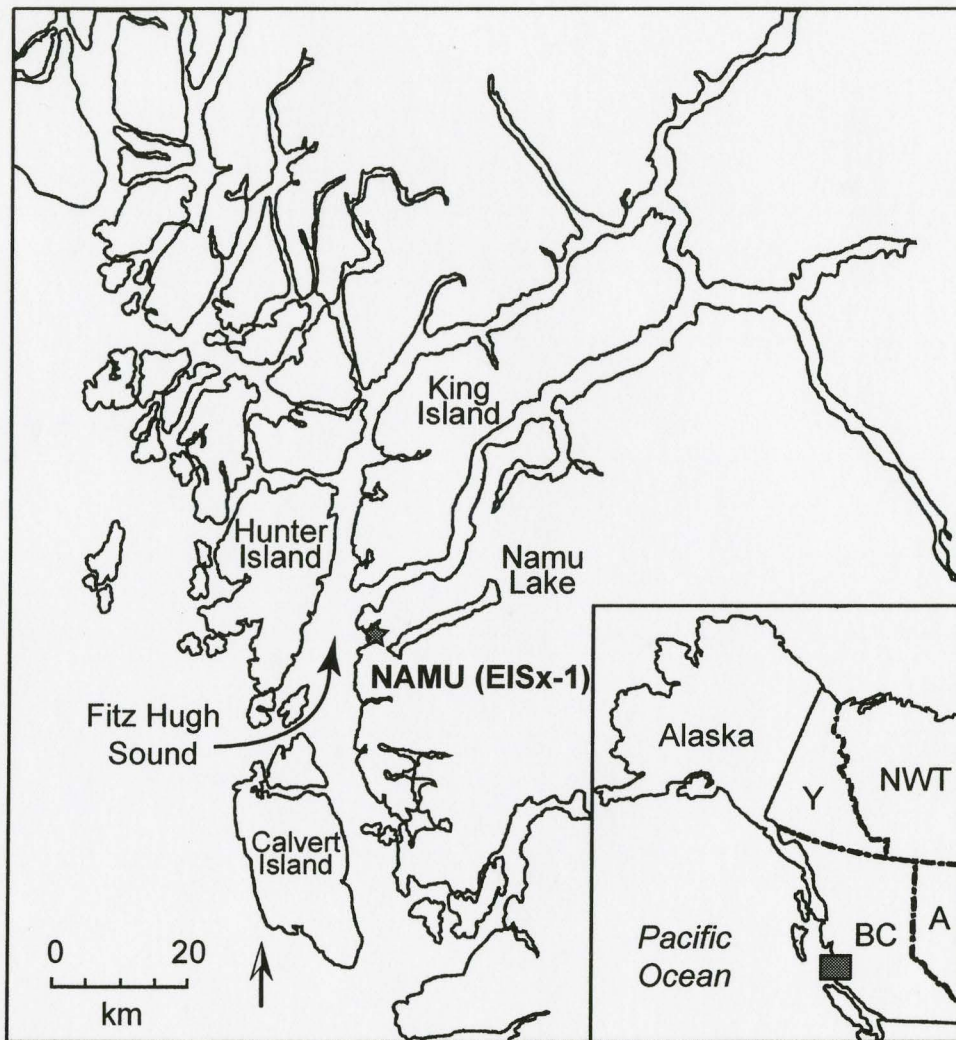 King
Island
Hunter
Island
Namu
Lake
NAMU (EISx-1)
Fitz Hugh
Sound
Calvert
Island
0 20
km
Alaska
Y
NWT
BC
A
Pacific
Ocean